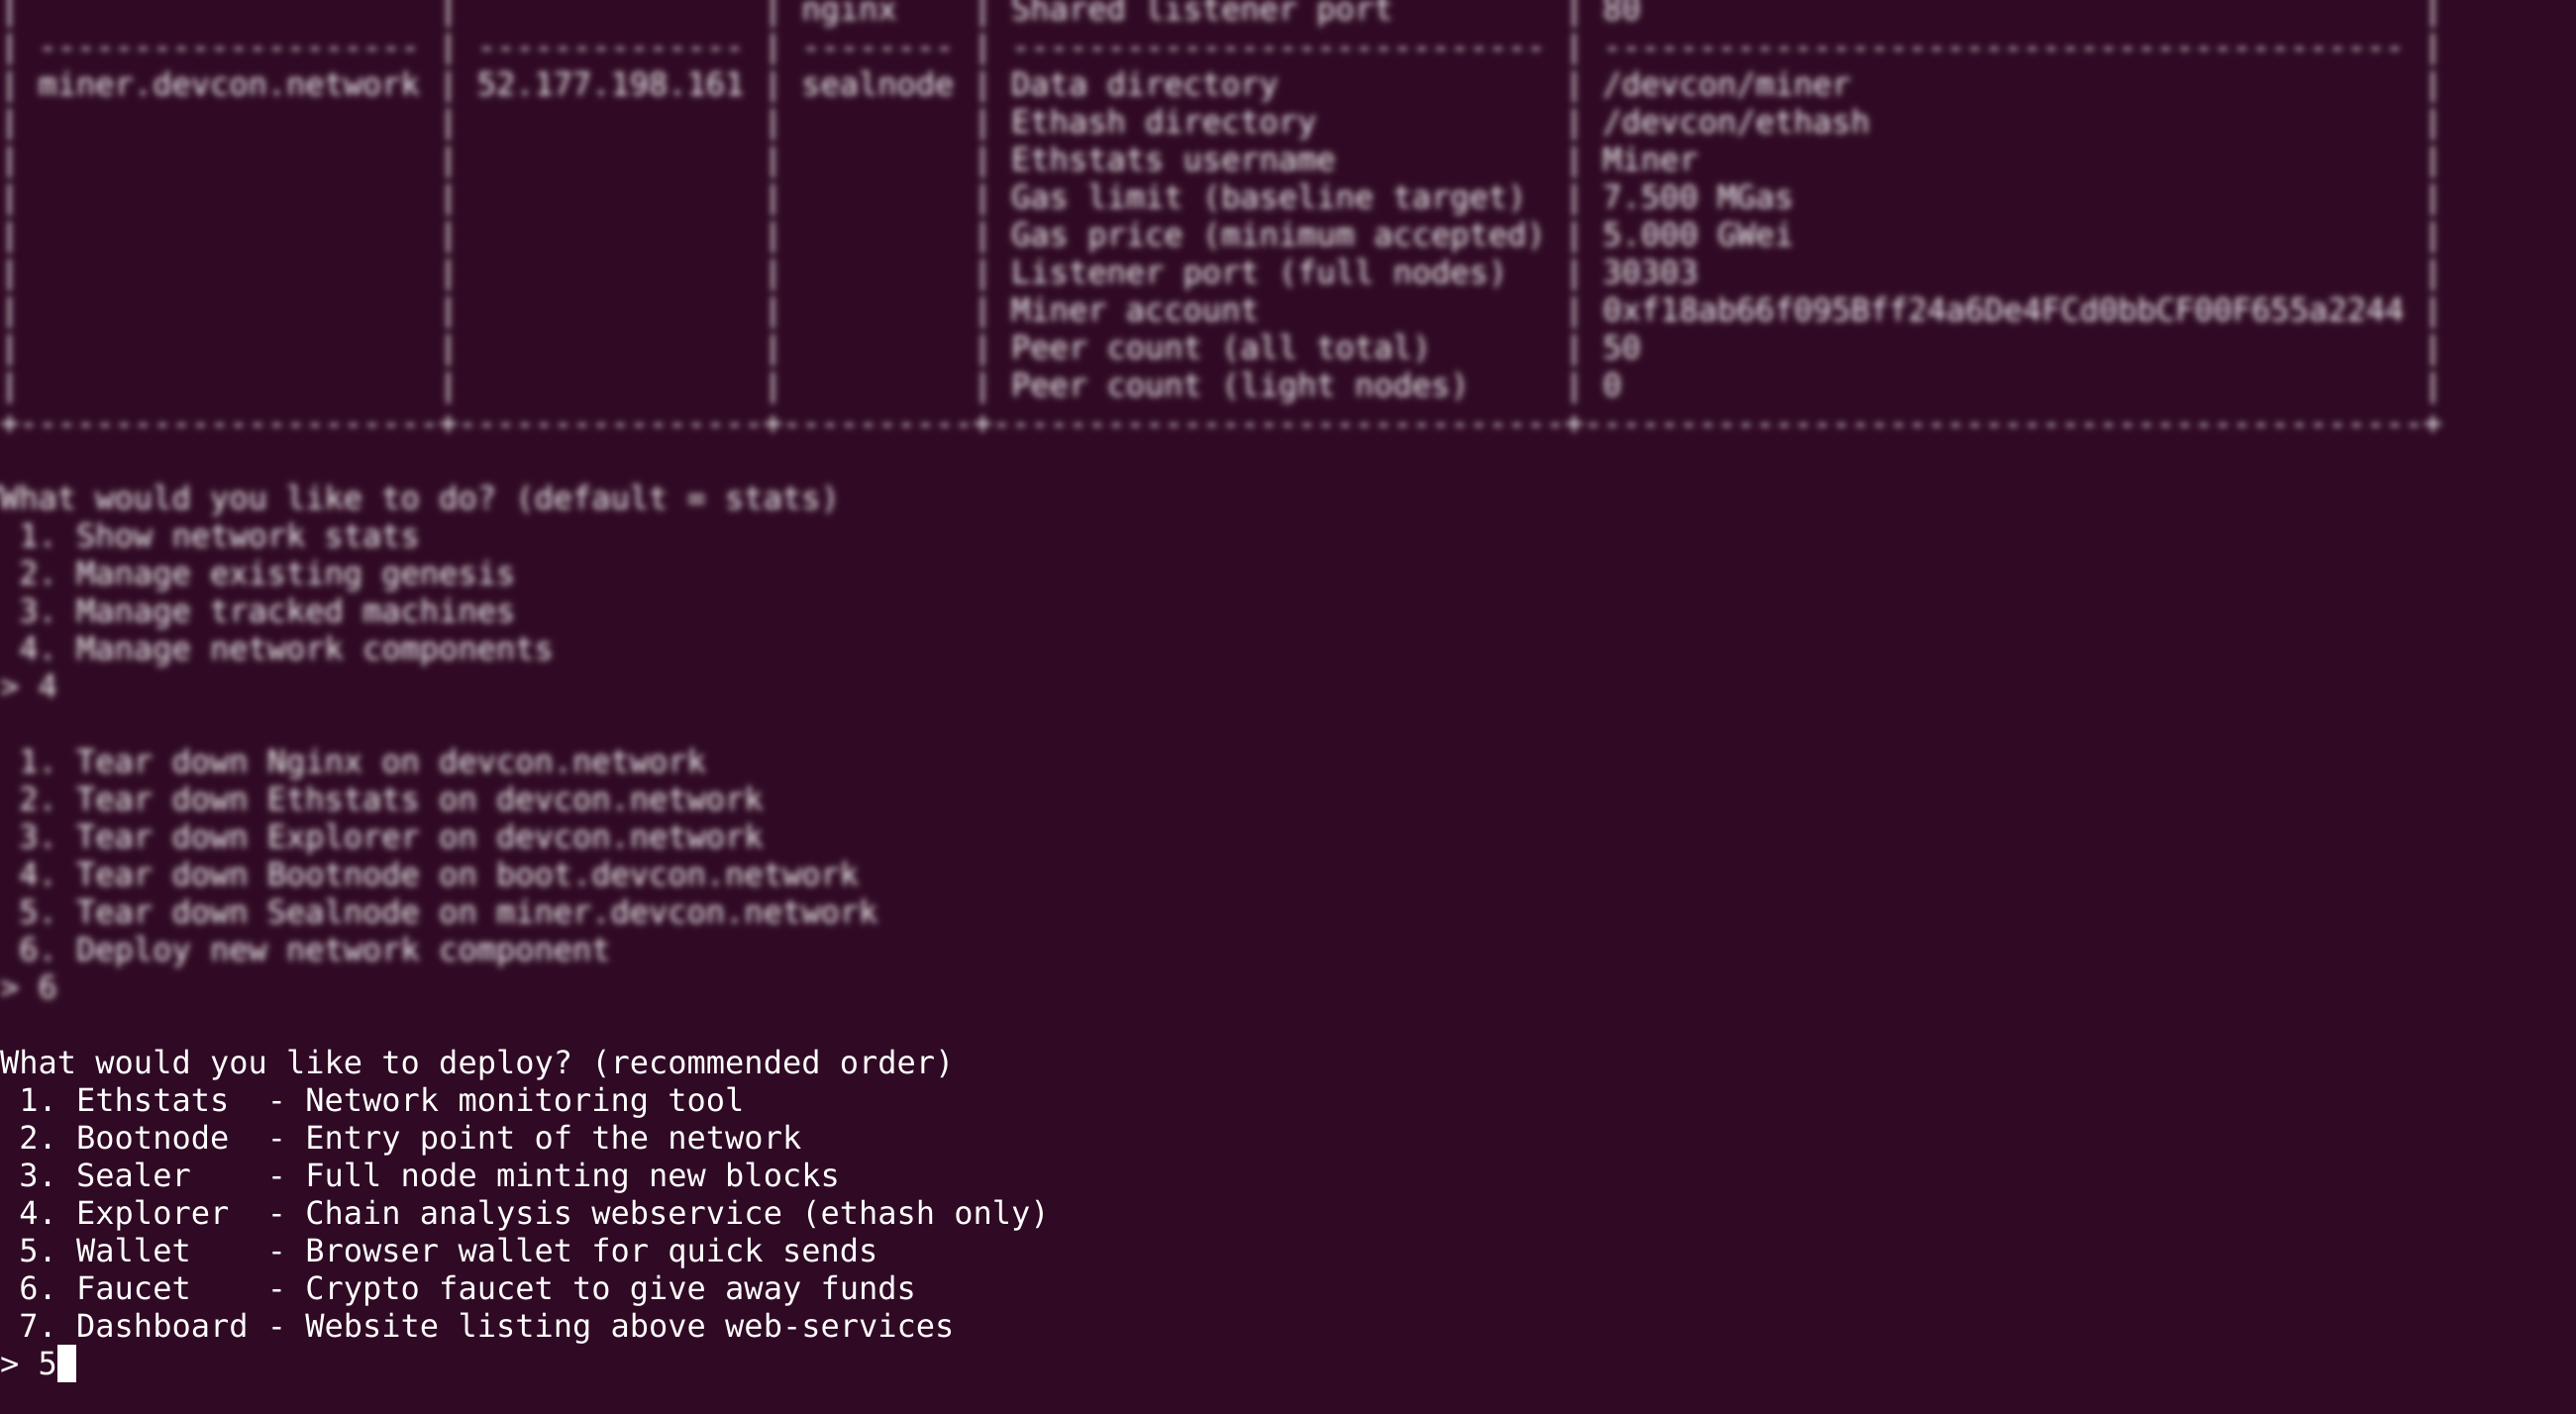 | | | nginx | Shared listener port | 80 |
| -------------------- | -------------- | -------- | ---------------------------- | ------------------------------------------ |
| miner.devcon.network | 52.177.198.161 | sealnode | Data directory | /devcon/miner |
| | | | Ethash directory | /devcon/ethash |
| | | | Ethstats username | Miner |
| | | | Gas limit (baseline target) | 7.500 MGas |
| | | | Gas price (minimum accepted) | 5.000 GWei |
| | | | Listener port (full nodes) | 30303 |
| | | | Miner account | 0xf18ab66f095Bff24a6De4FCd0bbCF00F655a2244 |
| | | | Peer count (all total) | 50 |
| | | | Peer count (light nodes) | 0 |
+----------------------+----------------+----------+------------------------------+--------------------------------------------+
What would you like to do? (default = stats)
1. Show network stats
2. Manage existing genesis
3. Manage tracked machines
4. Manage network components
> 4
1. Tear down Nginx on devcon.network
2. Tear down Ethstats on devcon.network
3. Tear down Explorer on devcon.network
4. Tear down Bootnode on boot.devcon.network
5. Tear down Sealnode on miner.devcon.network
6. Deploy new network component
> 6
What would you like to deploy? (recommended order)
1. Ethstats - Network monitoring tool
2. Bootnode - Entry point of the network
3. Sealer - Full node minting new blocks
4. Explorer - Chain analysis webservice (ethash only)
5. Wallet - Browser wallet for quick sends
6. Faucet - Crypto faucet to give away funds
7. Dashboard - Website listing above web-services
> 5